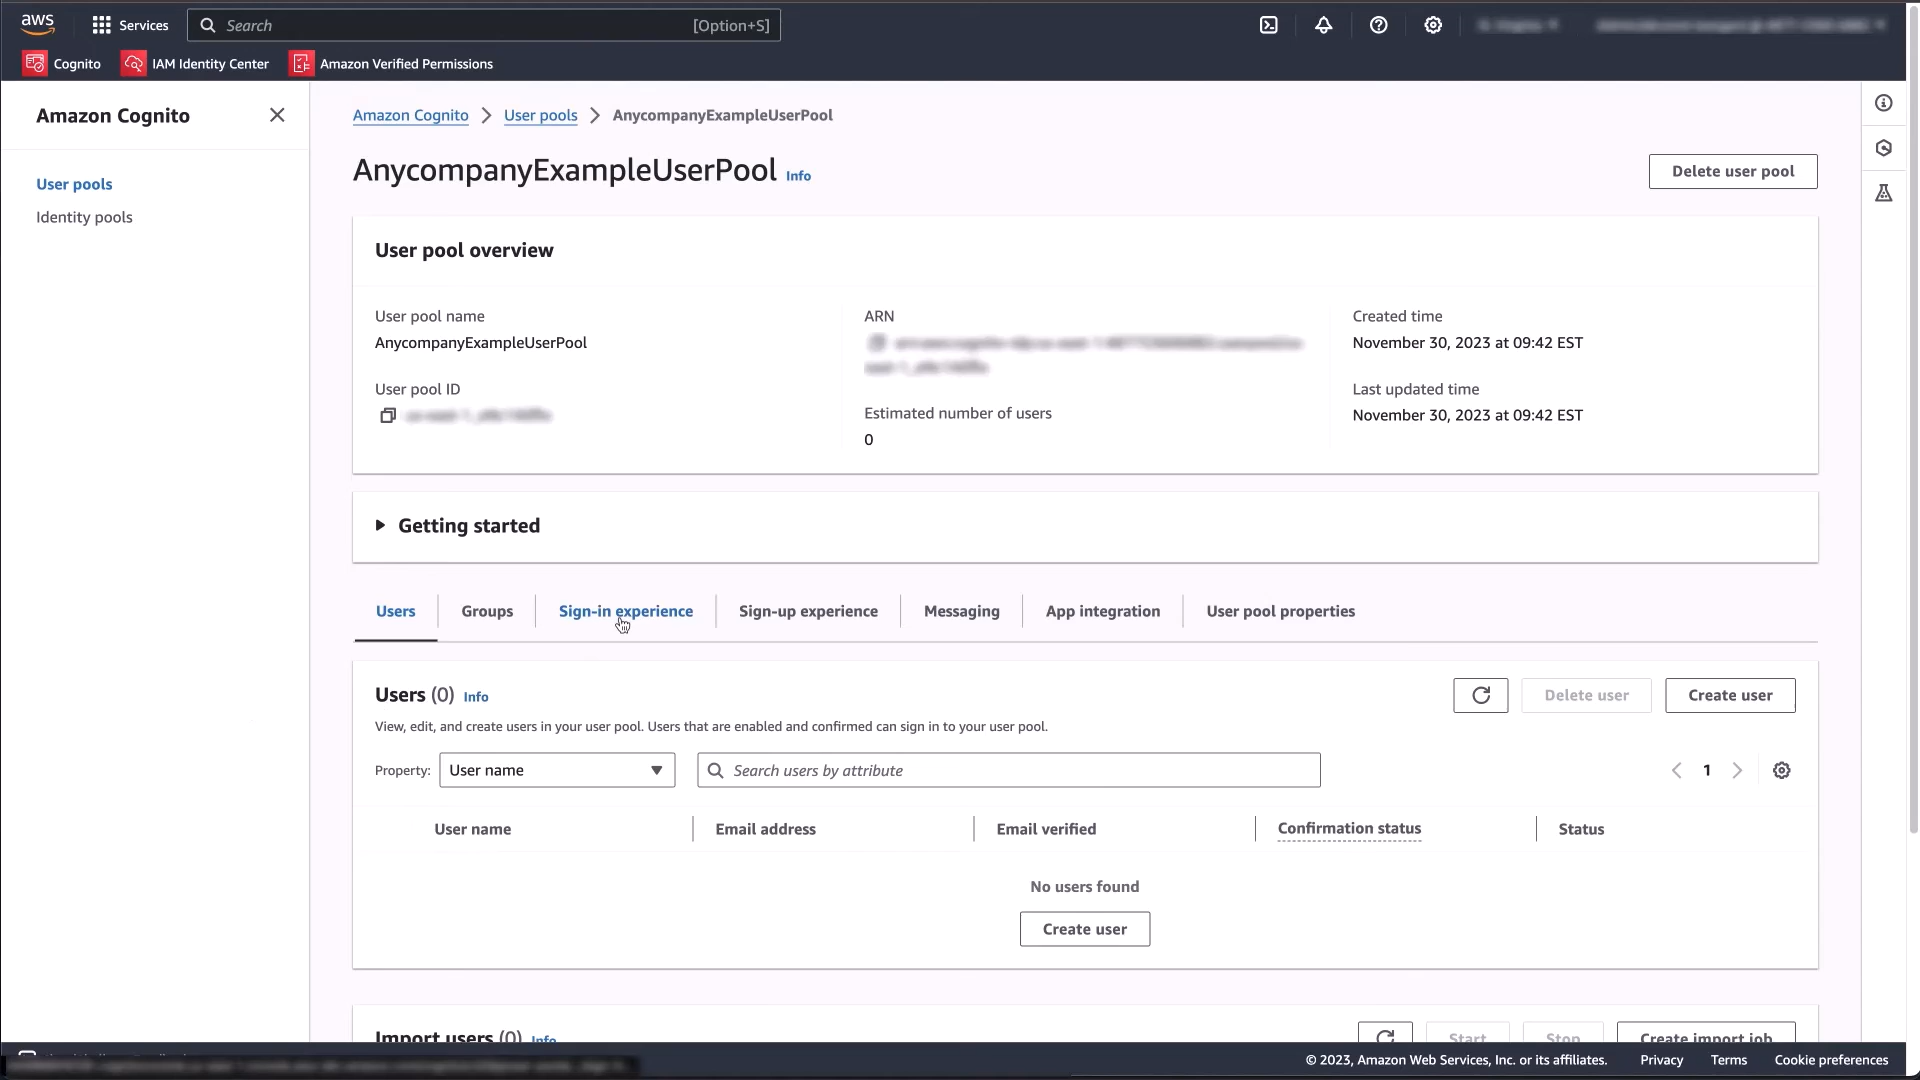 aws
Services
Search
[Option+S]
Cognito
IAM Identity Center
Amazon Verified Permissions
Amazon Cognito
User pools
Identity pools
Amazon Cognito
User pools
AnycompanyExampleUserPool
AnycompanyExampleUserPool Info
Delete user pool
User pool overview
User pool name
AnycompanyExampleUserPool
User pool ID
ARN
Estimated number of users
0
Created time
November 30, 2023 at 09:42 EST
Last updated time
November 30, 2023 at 09:42 EST
Getting started
Users
Groups
Sign-in experience
Sign-up experience
Messaging
App integration
User pool properties
Users (0) Info
Delete user
Create user
View, edit, and create users in your user pool. Users that are enabled and confirmed can sign in to your user pool.
Property:
User name
Search users by attribute
1
User name
Email address
Email verified
Confirmation status
Status
No users found
Create user
Import users (0) Info
Start
Stop
Create import job
© 2023, Amazon Web Services, Inc. or its affiliates.
Privacy
Terms
Cookie preferences